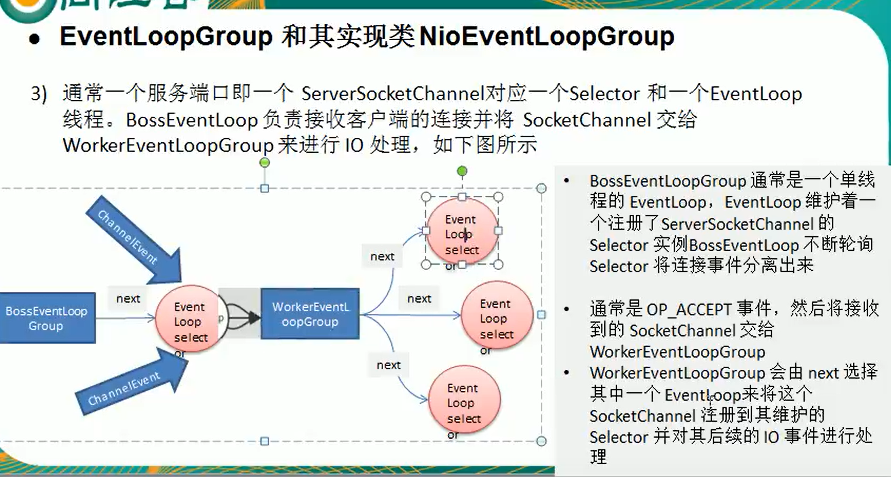 ● EventLoopGroup 和其实现类 NioEventLoopGroup
3) 通常一个服务端口即一个 ServerSocketChannel对应一个Selector 和一个EventLoop
线程。BossEventLoop 负责接收客户端的连接并将 SocketChannel 交给
WorkerEventLoopGroup 来进行 IO 处理，如下图所示
ChannelEvent
BossEventLoop
Group
next
Event
Loop
select
or
ChannelEvent
WorkerEventL
oopGroup
next
Event
Loop
select
or
next
Event
Loop
select
or
next
Event
Loop
select
or
• BossEventLoopGroup 通常是一个单线
程的 EventLoop，EventLoop 维护着一
个注册了ServerSocketChannel 的
Selector 实例BossEventLoop 不断轮询
Selector 将连接事件分离出来
• 通常是 OP_ACCEPT 事件，然后将接收
到的 SocketChannel 交给
WorkerEventLoopGroup
• WorkerEventLoopGroup 会由 next 选择
其中一个 EventLoop来将这个
SocketChannel 注册到其维护的
Selector 并对其后续的 IO 事件进行处
理